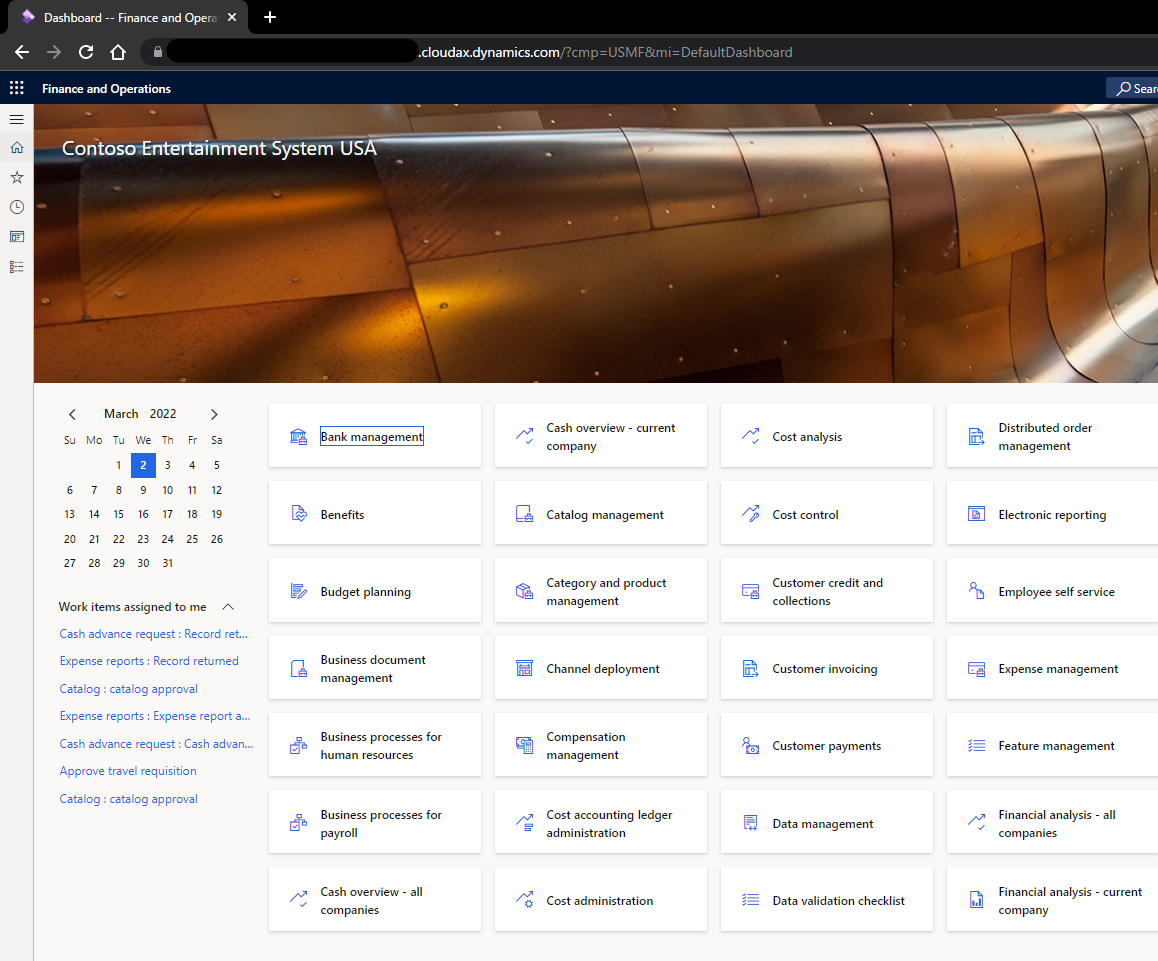 Dashboard -- Finance and Opera
.cloudax.dynamics.com/?cmp=USMF&mi=DefaultDashboard
Finance and Operations
Sear
Contoso Entertainment System USA
March 2022
Su Mo Tu We Th Fr Sa
1 2 3 4 5
6 7 8 9 10 11 12
13 14 15 16 17 18 19
20 21 22 23 24 25 26
27 28 29 30 31
Work items assigned to me
Cash advance request : Record ret...
Expense reports : Record returned
Catalog : catalog approval
Expense reports : Expense report a...
Cash advance request : Cash advan...
Approve travel requisition
Catalog : catalog approval
Bank management
Benefits
Budget planning
Business document
management
Business processes for
human resources
Business processes for
payroll
Cash overview - all
companies
Cash overview - current
company
Catalog management
Category and product
management
Channel deployment
Compensation
management
Cost accounting ledger
administration
Cost administration
Cost analysis
Cost control
Customer credit and
collections
Customer invoicing
Customer payments
Data management
Data validation checklist
Distributed order
management
Electronic reporting
Employee self service
Expense management
Feature management
Financial analysis - all
companies
Financial analysis - current
company